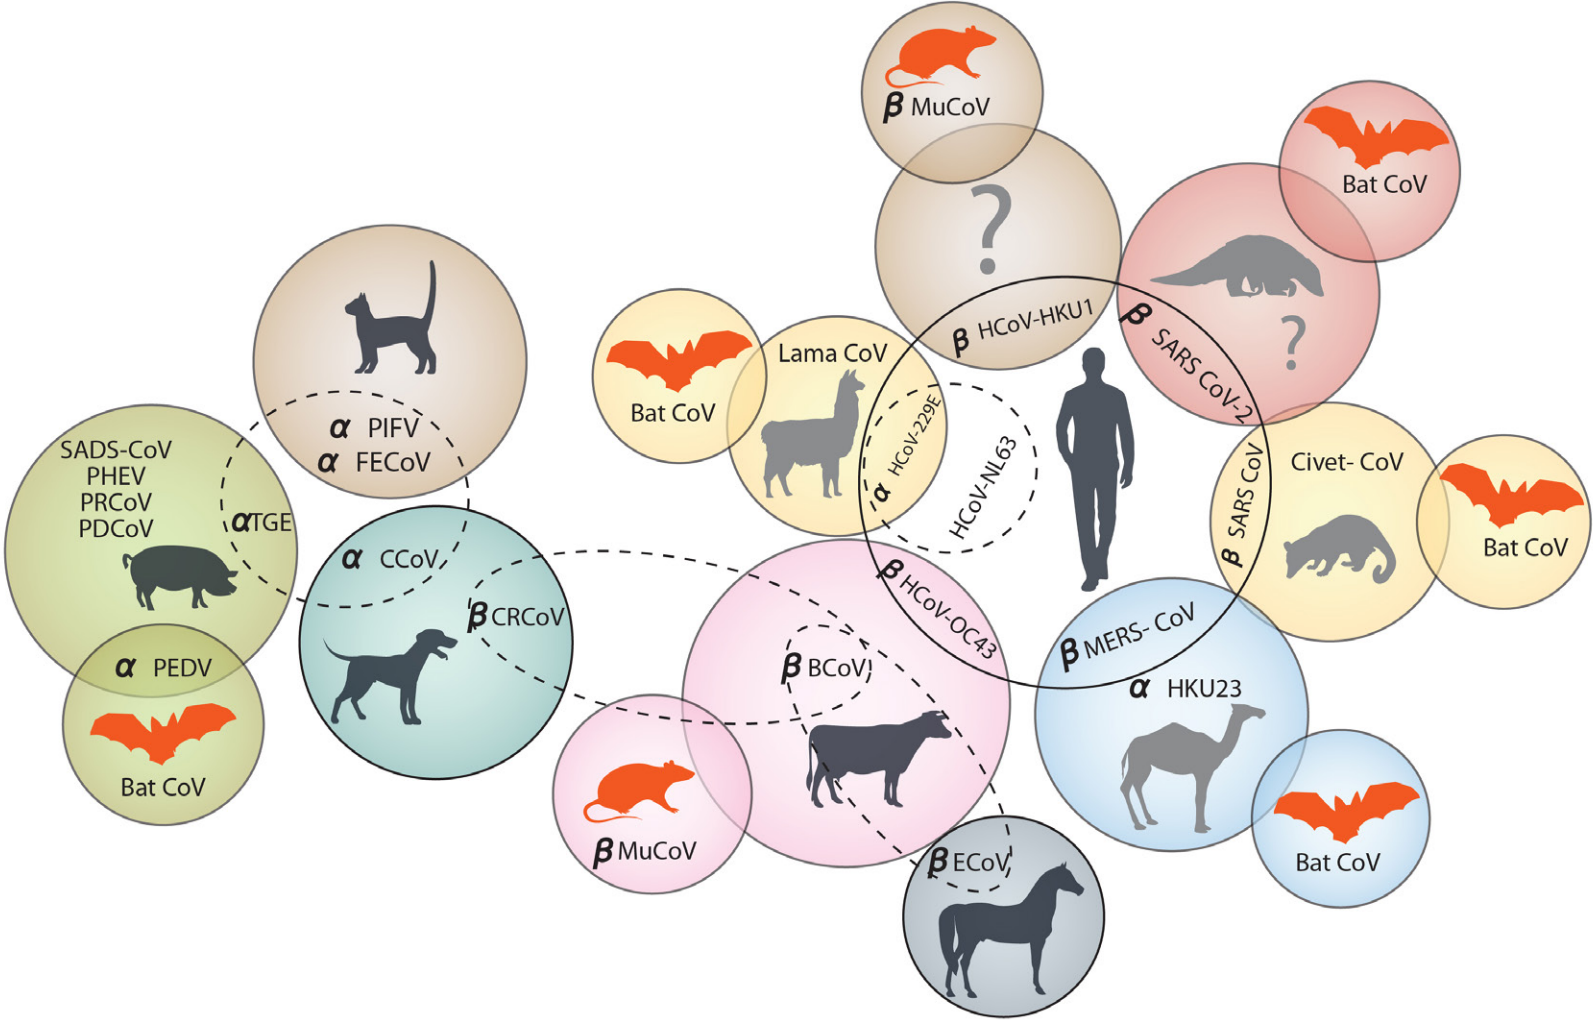 β MuCoV
Bat CoV
?
β HCoV-HKU1
β SARS CoV-2
?
Bat CoV
Lama CoV
α HCoV-229E
HCoV-NL63
α PIFV
α FECoV
SADS-CoV
PHEV
PRCoV
PDCoV
αTGE
α PEDV
Bat CoV
α CCoV
β CRCoV
β HCoV-OC43
β BCoV
β MuCoV
β ECoV
β SARS CoV
Civet- CoV
Bat CoV
β MERS- CoV
α HKU23
Bat CoV